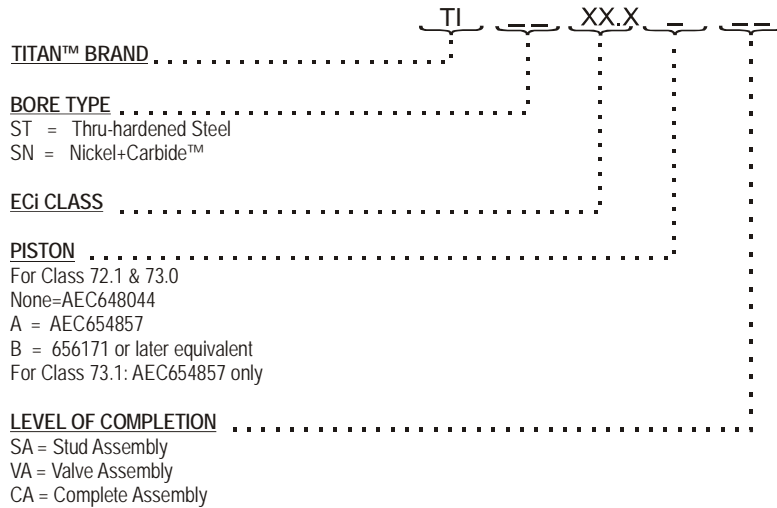 TI _ _ XX.X _ _ _
TITAN™ BRAND
BORE TYPE
ST = Thru-hardened Steel
SN = Nickel+Carbide™
ECi CLASS
PISTON
For Class 72.1 & 73.0
None=AEC648044
A = AEC654857
B = 656171 or later equivalent
For Class 73.1: AEC654857 only
LEVEL OF COMPLETION
SA = Stud Assembly
VA = Valve Assembly
CA = Complete Assembly